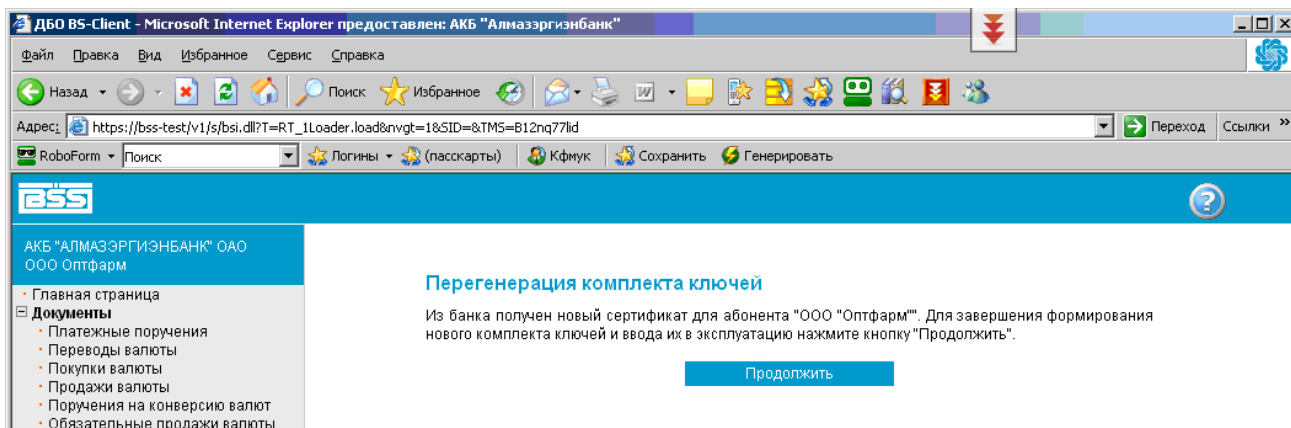 ДБО BS-Client - Microsoft Internet Explorer предоставлен: АКБ "Алмазэргиэнбанк"
Файл Правка Вид Избранное Сервис Справка
Назад Поиск Избранное
Адрес: https://bss-test/v1/s/bsi.dll?T=RT_1Loader.load&nvgt=1&SID=&TMS=B12nq77lid Переход Ссылки »
RoboForm Поиск Логины (пасскарты) Кфмук Сохранить Генерировать
BSS
АКБ "АЛМАЗЭРГИЭНБАНК" ОАО
ООО Оптфарм
Главная страница
Документы
Платежные поручения
Переводы валюты
Покупки валюты
Продажи валюты
Поручения на конверсию валют
Обязательные продажи валюты
Перегенерация комплекта ключей
Из банка получен новый сертификат для абонента "ООО "Оптфарм"". Для завершения формирования
нового комплекта ключей и ввода их в эксплуатацию нажмите кнопку "Продолжить".
Продолжить